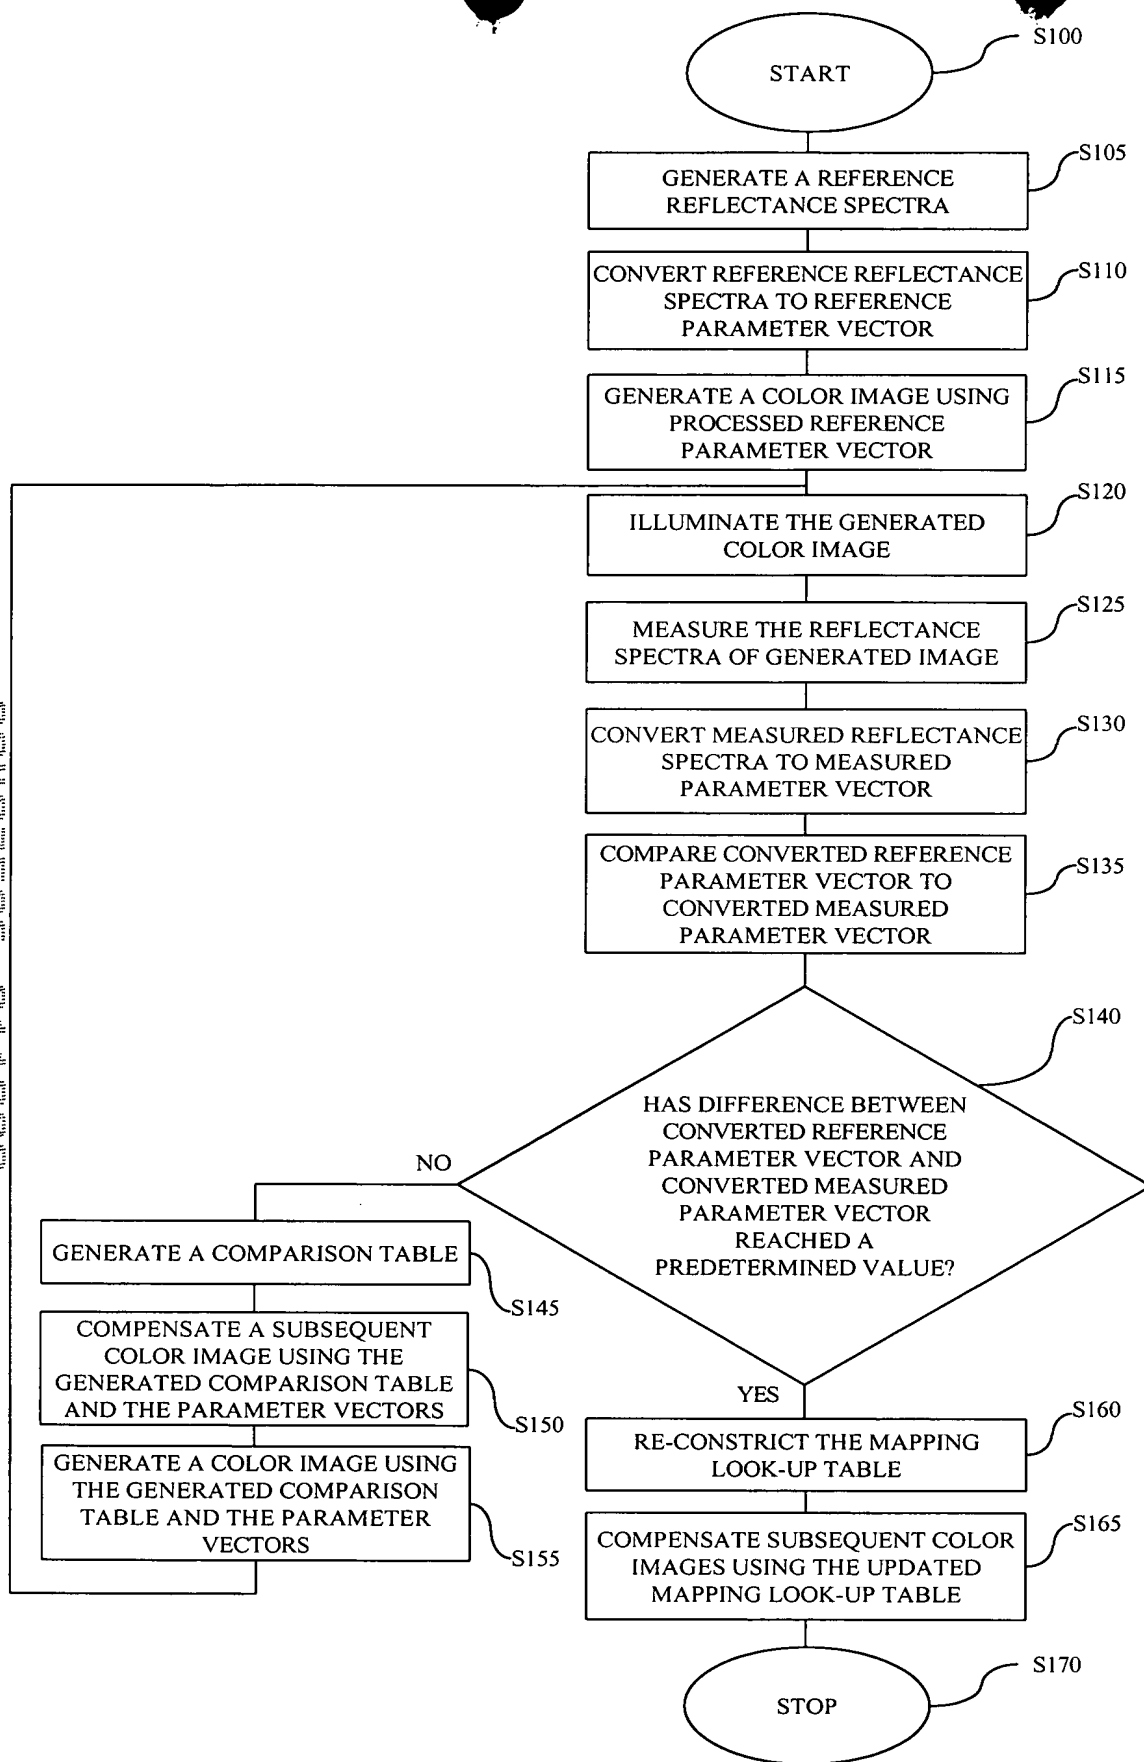 START
S100
GENERATE A REFERENCE
REFLECTANCE SPECTRA
S105
CONVERT REFERENCE REFLECTANCE
SPECTRA TO REFERENCE
PARAMETER VECTOR
S110
GENERATE A COLOR IMAGE USING
PROCESSED REFERENCE
PARAMETER VECTOR
S115
ILLUMINATE THE GENERATED
COLOR IMAGE
S120
MEASURE THE REFLECTANCE
SPECTRA OF GENERATED IMAGE
S125
CONVERT MEASURED REFLECTANCE
SPECTRA TO MEASURED
PARAMETER VECTOR
S130
COMPARE CONVERTED REFERENCE
PARAMETER VECTOR TO
CONVERTED MEASURED
PARAMETER VECTOR
S135
HAS DIFFERENCE BETWEEN
CONVERTED REFERENCE
PARAMETER VECTOR AND
CONVERTED MEASURED
PARAMETER VECTOR
REACHED A
PREDETERMINED VALUE?
S140
NO
GENERATE A COMPARISON TABLE
S145
COMPENSATE A SUBSEQUENT
COLOR IMAGE USING THE
GENERATED COMPARISON TABLE
AND THE PARAMETER VECTORS
S150
GENERATE A COLOR IMAGE USING
THE GENERATED COMPARISON
TABLE AND THE PARAMETER
VECTORS
S155
YES
RE-CONSTRICT THE MAPPING
LOOK-UP TABLE
S160
COMPENSATE SUBSEQUENT COLOR
IMAGES USING THE UPDATED
MAPPING LOOK-UP TABLE
S165
STOP
S170